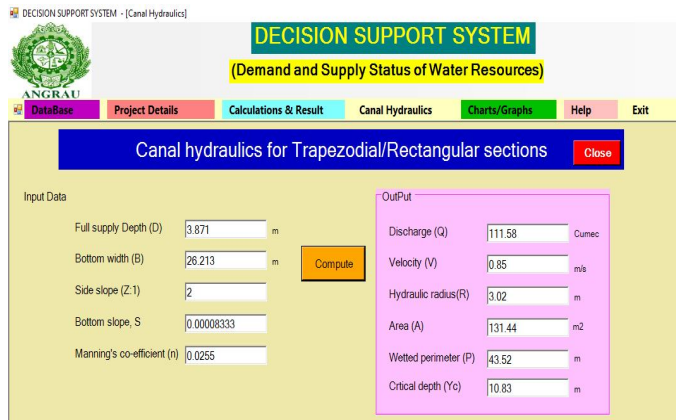 DECISION SUPPORT SYSTEM - [Canal Hydraulics]
DECISION SUPPORT SYSTEM
(Demand and Supply Status of Water Resources)
ANGRAU
DataBase Project Details Calculations & Result Canal Hydraulics Charts/Graphs Help Exit
Canal hydraulics for Trapezodial/Rectangular sections Close
Input Data
Full supply Depth (D) 3.871 m
Bottom width (B) 26.213 m
Side slope (Z:1) 2
Bottom slope, S 0.00008333
Manning's co-efficient (n) 0.0255
Compute
OutPut
Discharge (Q) 111.58 Cumec
Velocity (V) 0.85 m/s
Hydraulic radius(R) 3.02 m
Area (A) 131.44 m2
Wetted perimeter (P) 43.52 m
Crtical depth (Yc) 10.83 m